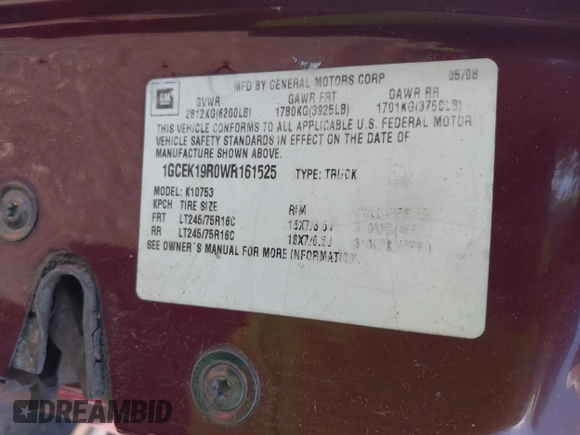 MFD BY GENERAL MOTORS CORP 05/98
GM
GVWR GAWR FRT GAWR RR
2812KG(6200LB) 1780KG(3925LB) 1701KG(3750LB)
THIS VEHICLE CONFORMS TO ALL APPLICABLE U.S. FEDERAL MOTOR
VEHICLE SAFETY STANDARDS IN EFFECT ON THE DATE OF
MANUFACTURE SHOWN ABOVE.
1GCEK19R0WR161525 TYPE: TRUCK
MODEL: K10753
KPCH TIRE SIZE RIM
FRT LT245/75R16C
RR LT245/75R16C
SEE OWNER'S MANUAL FOR MORE INFORMATION.
DREAMBID